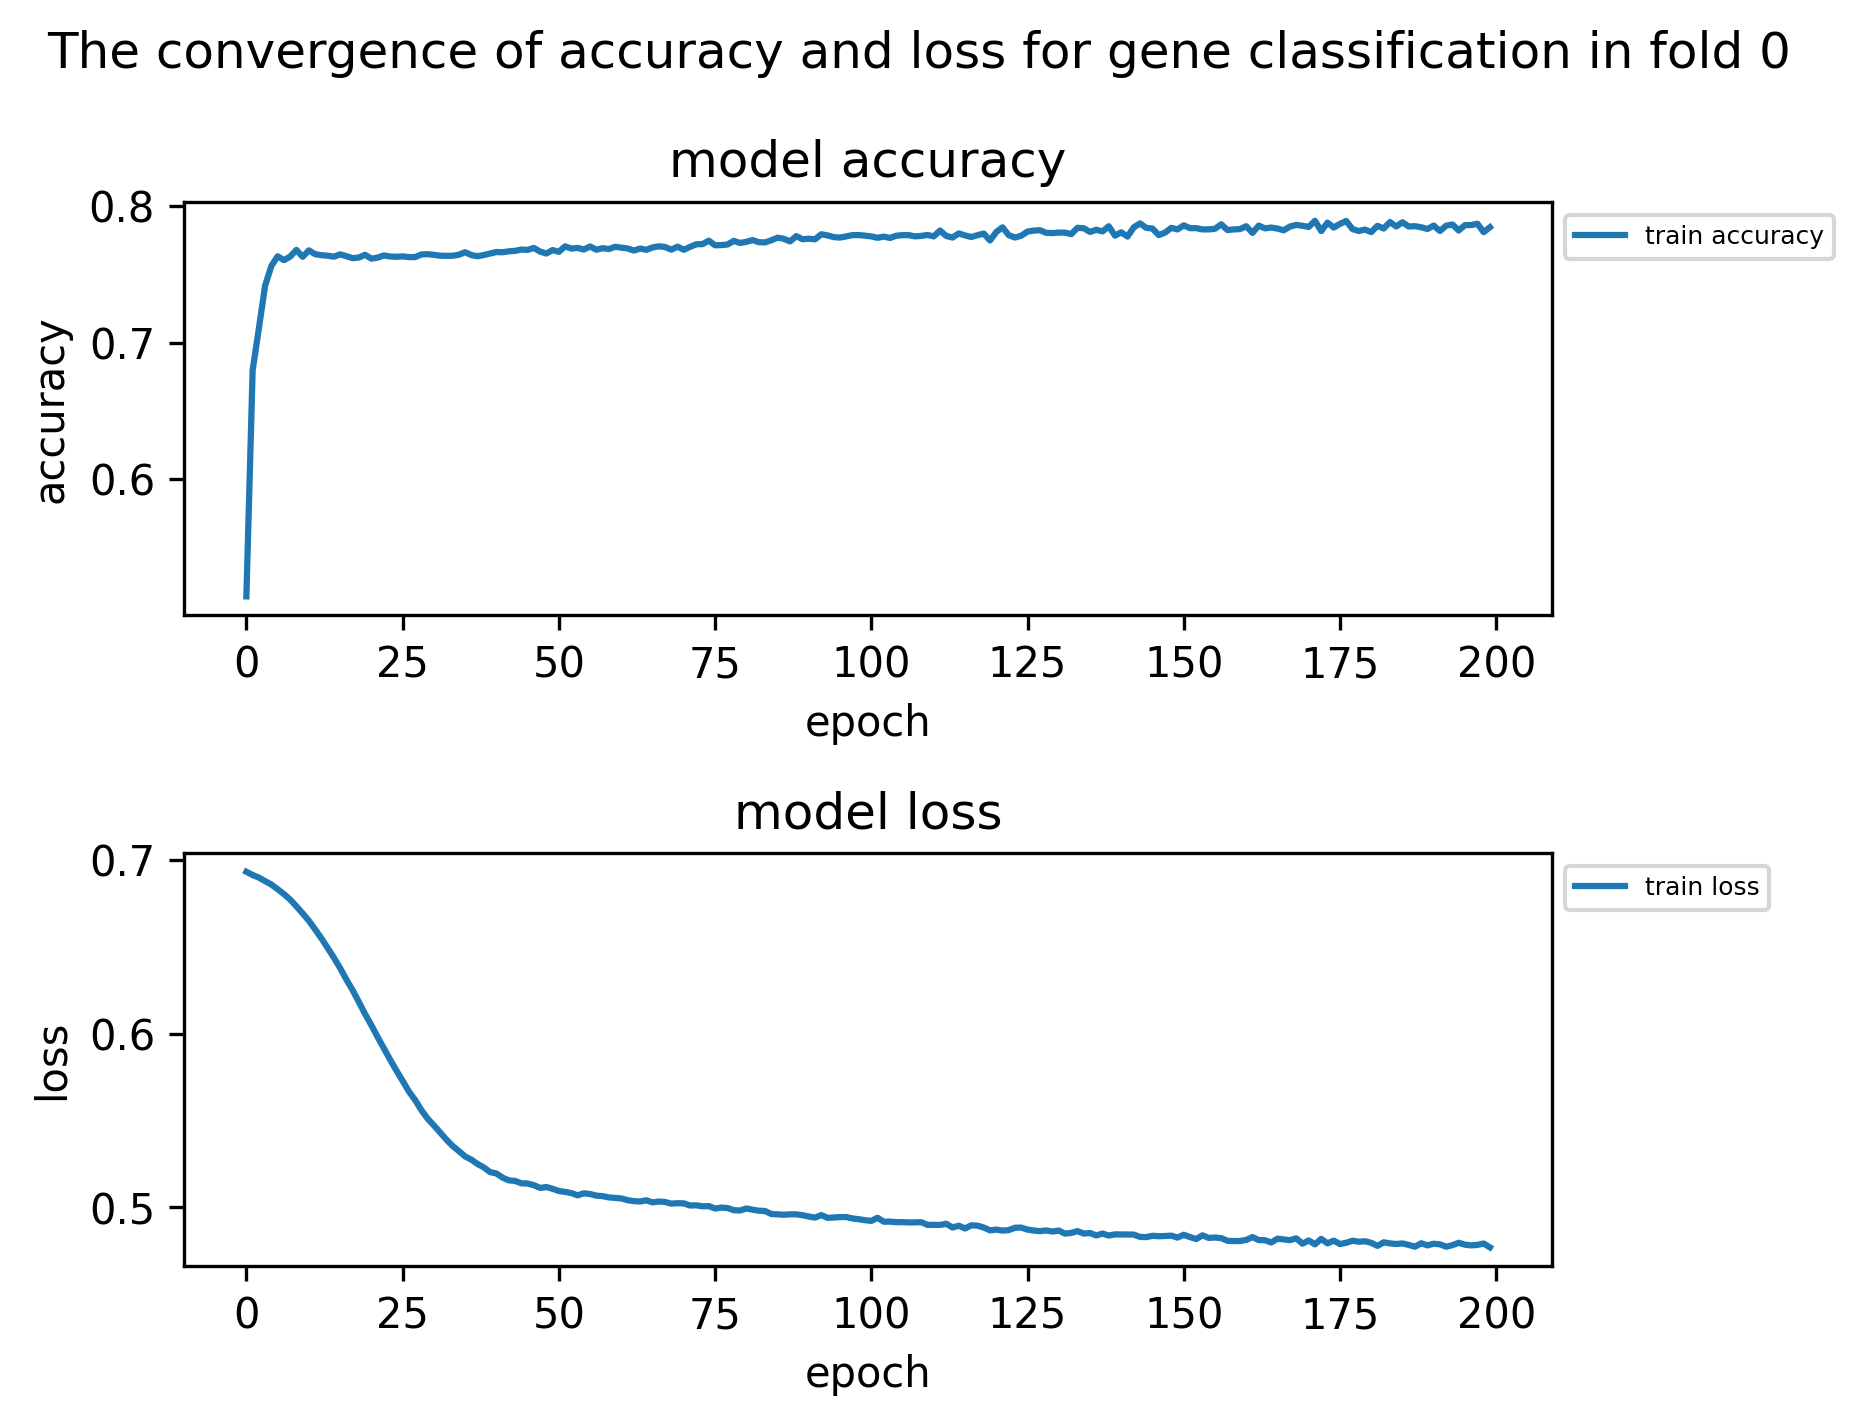 The convergence of accuracy and loss for gene classification in fold 0
model accuracy
0.8
0.7
0.6
accuracy
train accuracy
0 25 50 75 100 125 150 175 200
epoch
model loss
0.7
0.6
0.5
loss
train loss
0 25 50 75 100 125 150 175 200
epoch